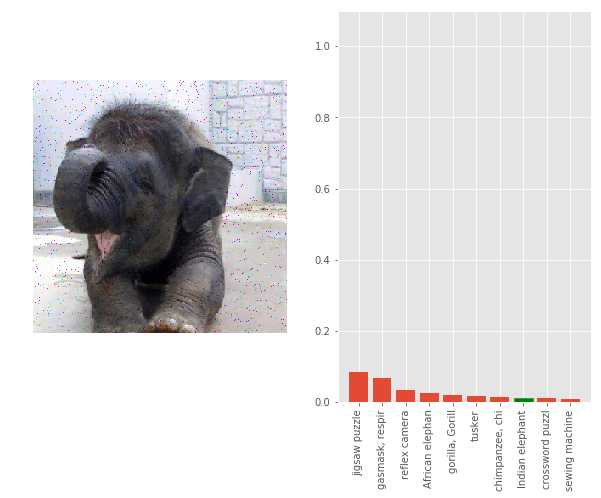 1.0
0.8
0.6
0.4
0.2
0.0
jigsaw puzzle
gasmask, respir
reflex camera
African elephan
gorilla, Gorill
tusker
chimpanzee, chi
Indian elephant
crossword puzzl
sewing machine